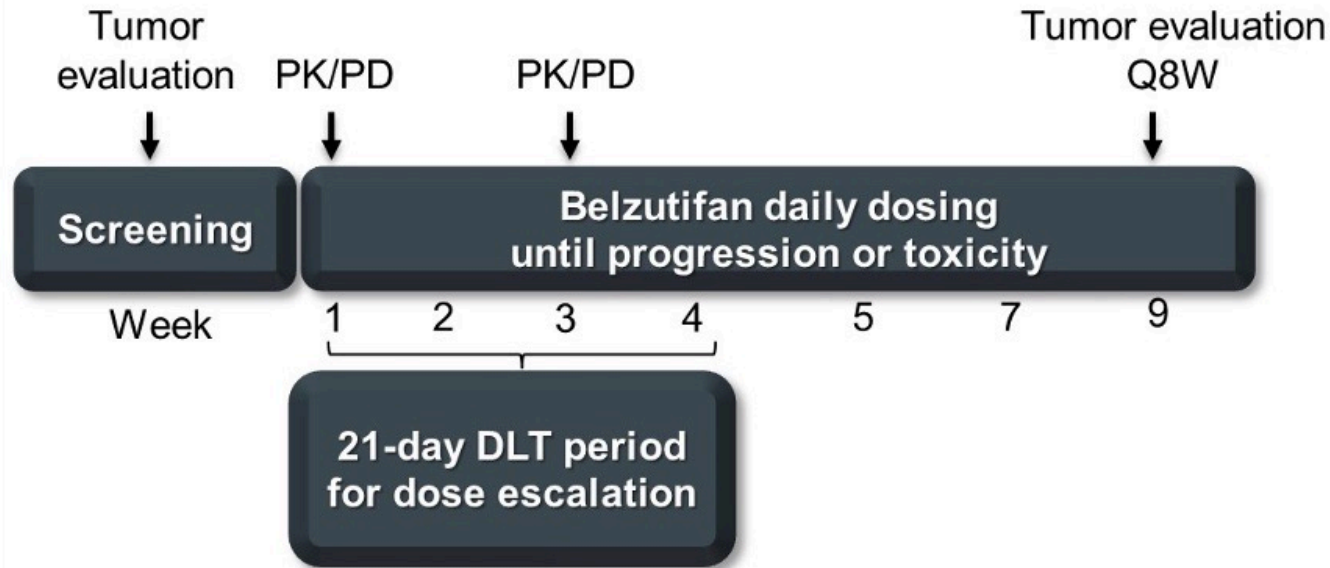 Tumor
evaluation
PK/PD
PK/PD
Tumor evaluation
Q8W
Screening
Belzutifan daily dosing
until progression or toxicity
Week
1 2 3 4 5 7 9
21-day DLT period
for dose escalation